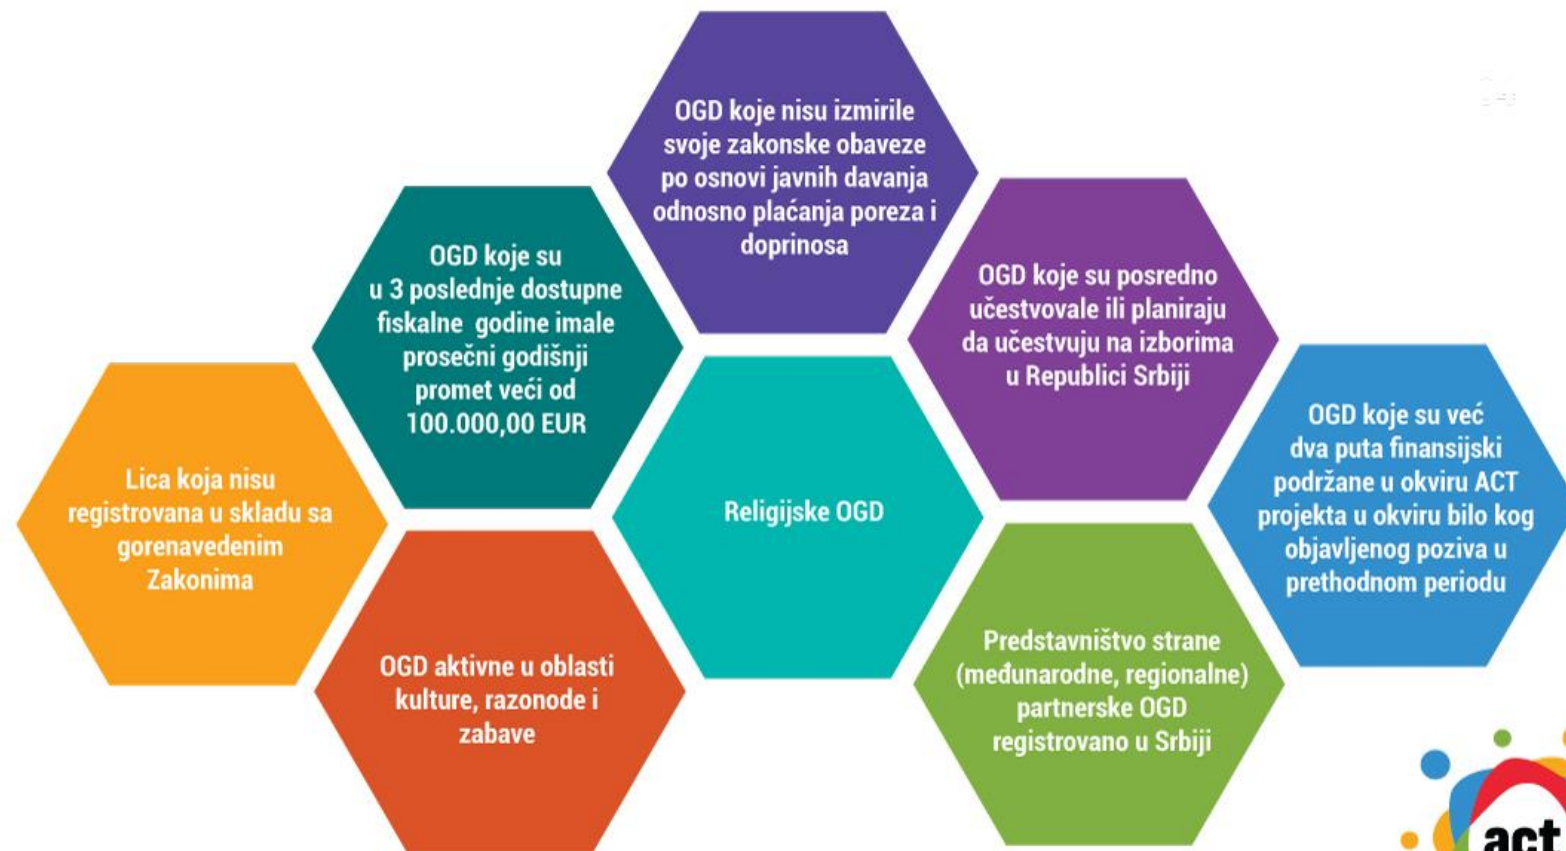 OGD koje nisu izmirile
svoje zakonske obaveze
po osnovi javnih davanja
odnosno plaćanja poreza i
doprinosa
OGD koje su
u 3 poslednje dostupne
fiskalne godine imale
prosečni godišnji
promet veći od
100.000,00 EUR
OGD koje su posredno
učestvovale ili planiraju
da učestvuju na izborima
u Republici Srbiji
OGD koje su već
dva puta finansijski
podržane u okviru ACT
projekta u okviru bilo kog
objavljenog poziva u
prethodnom periodu
Lica koja nisu
registrovana u skladu sa
gorenavedenim
Zakonima
Religijske OGD
OGD aktivne u oblasti
kulture, razonode i
zabave
Predstavništvo strane
(međunarodne, regionalne)
partnerske OGD
registrovano u Srbiji
act